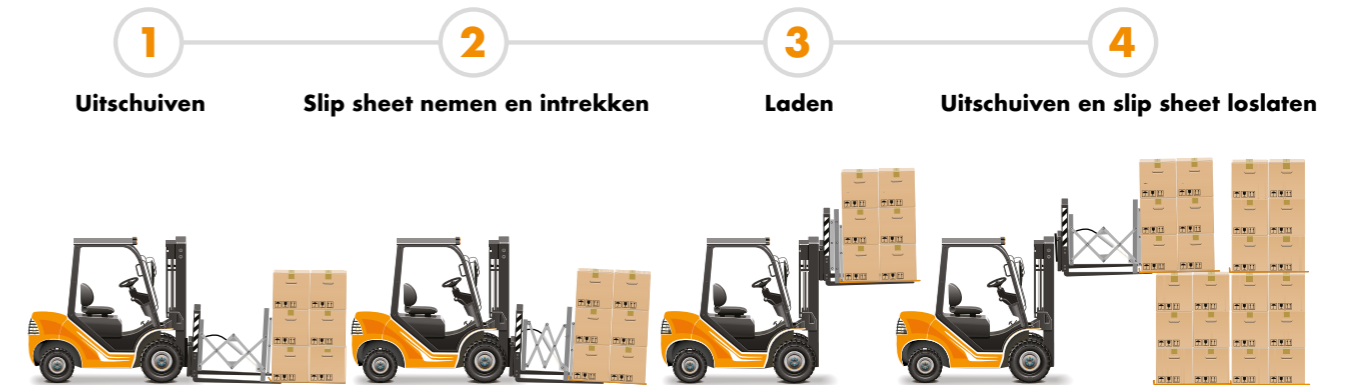 1
2
3
4
Uitschuiven
Slip sheet nemen en intrekken
Laden
Uitschuiven en slip sheet loslaten